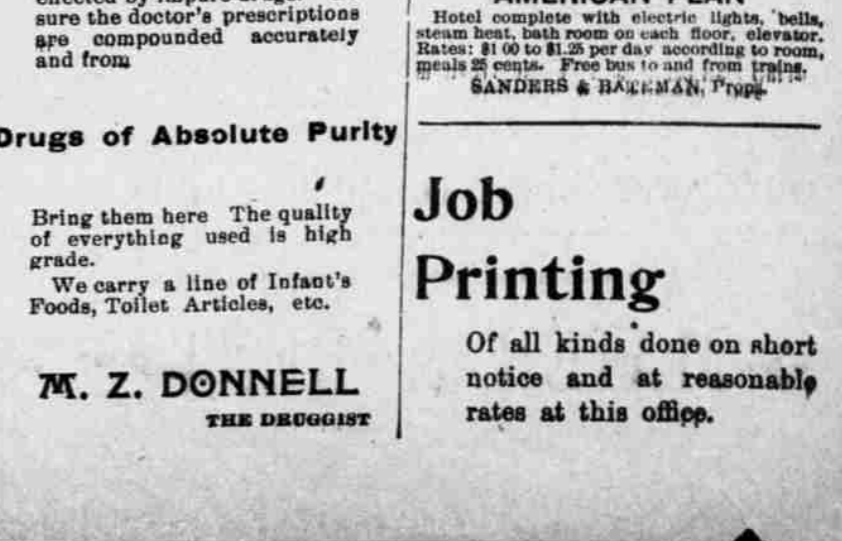 sure the doctor's prescriptions
are compounded accurately
and from
Drugs of Absolute Purity
Bring them here The quality
of everything used is high
grade.
We carry a line of Infant's
Foods, Toilet Articles, etc.
M. Z. DONNELL
THE DRUGGIST
AMERICAN PLAN
Hotel complete with electric lights, bells,
steam heat, bath room on each floor, elevator.
Rates: $1 00 to $1.25 per day according to room,
meals 25 cents. Free bus to and from trains.
SANDERS & BATEMAN, Props.
Job
Printing
Of all kinds done on short
notice and at reasonable
rates at this office.